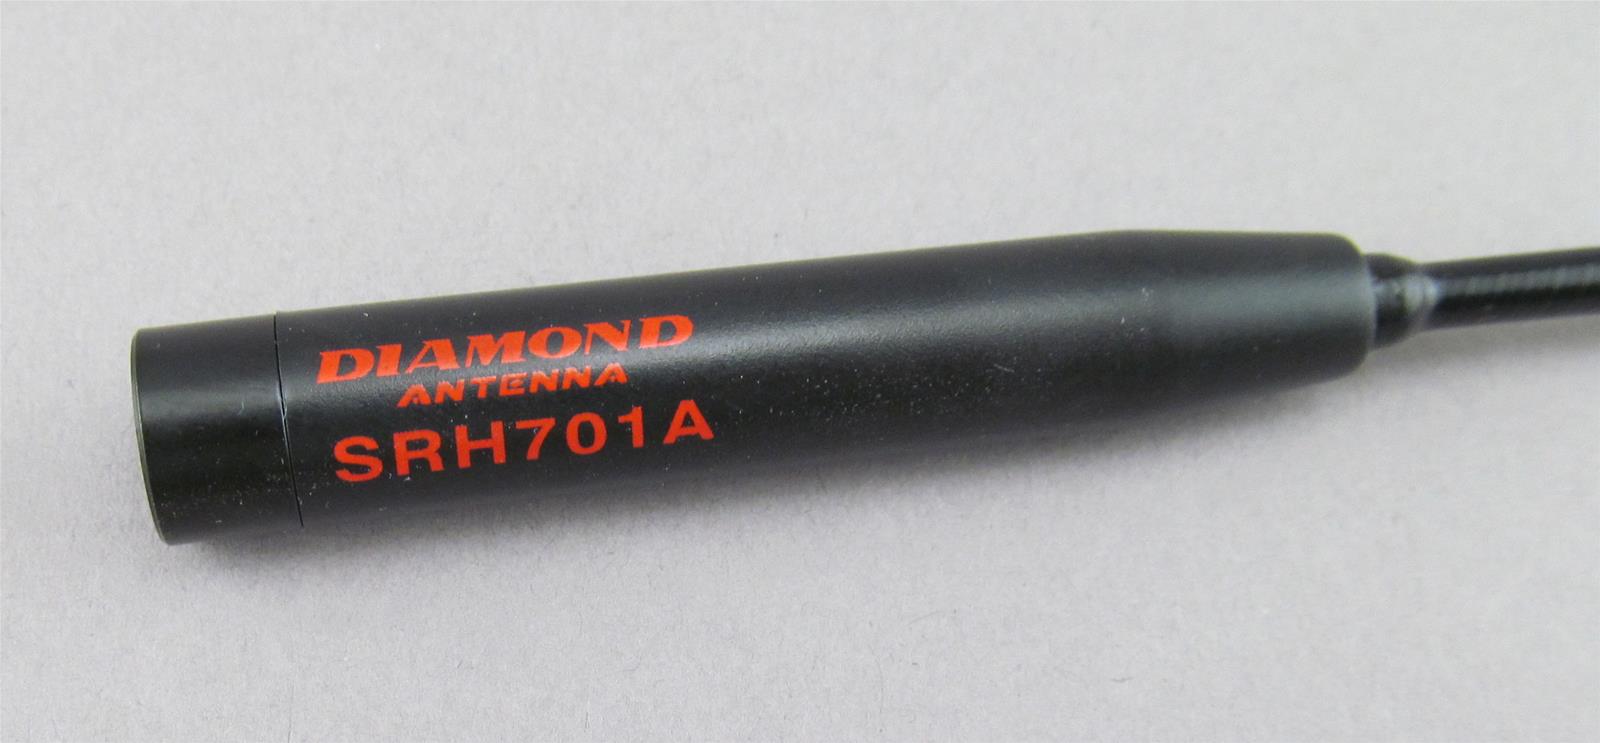 DIAMOND
ANTENNA
SRH701A